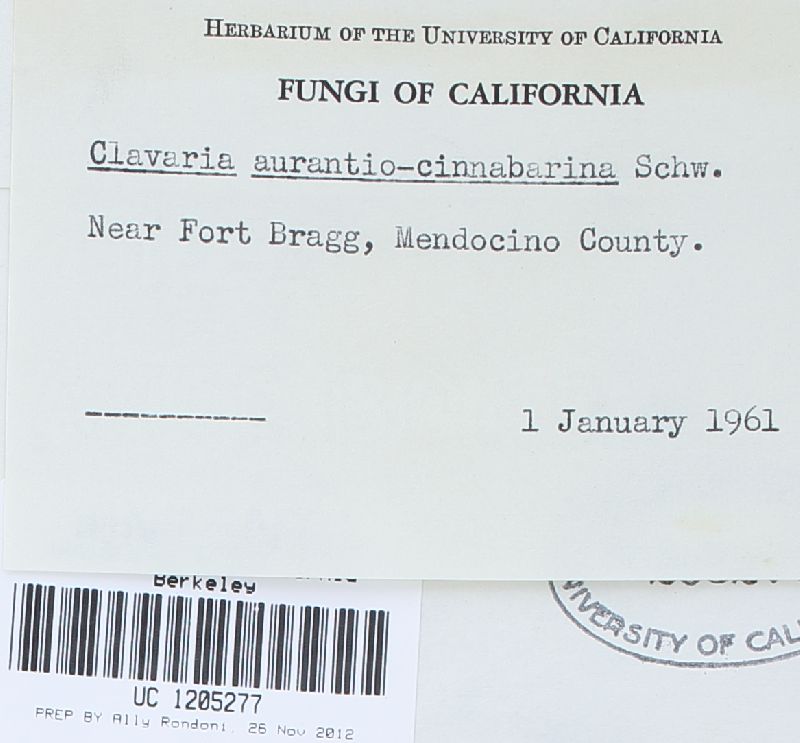 HERBARIUM OF THE UNIVERSITY OF CALIFORNIA
FUNGI OF CALIFORNIA
Clavaria aurantio-cinnabarina Schw.
Near Fort Bragg, Mendocino County.
----------- 1 January 1961
Berkeley
UC 1205277
PREP BY Ally Rondoni, 26 Nov 2012
IVERSITY OF CAL